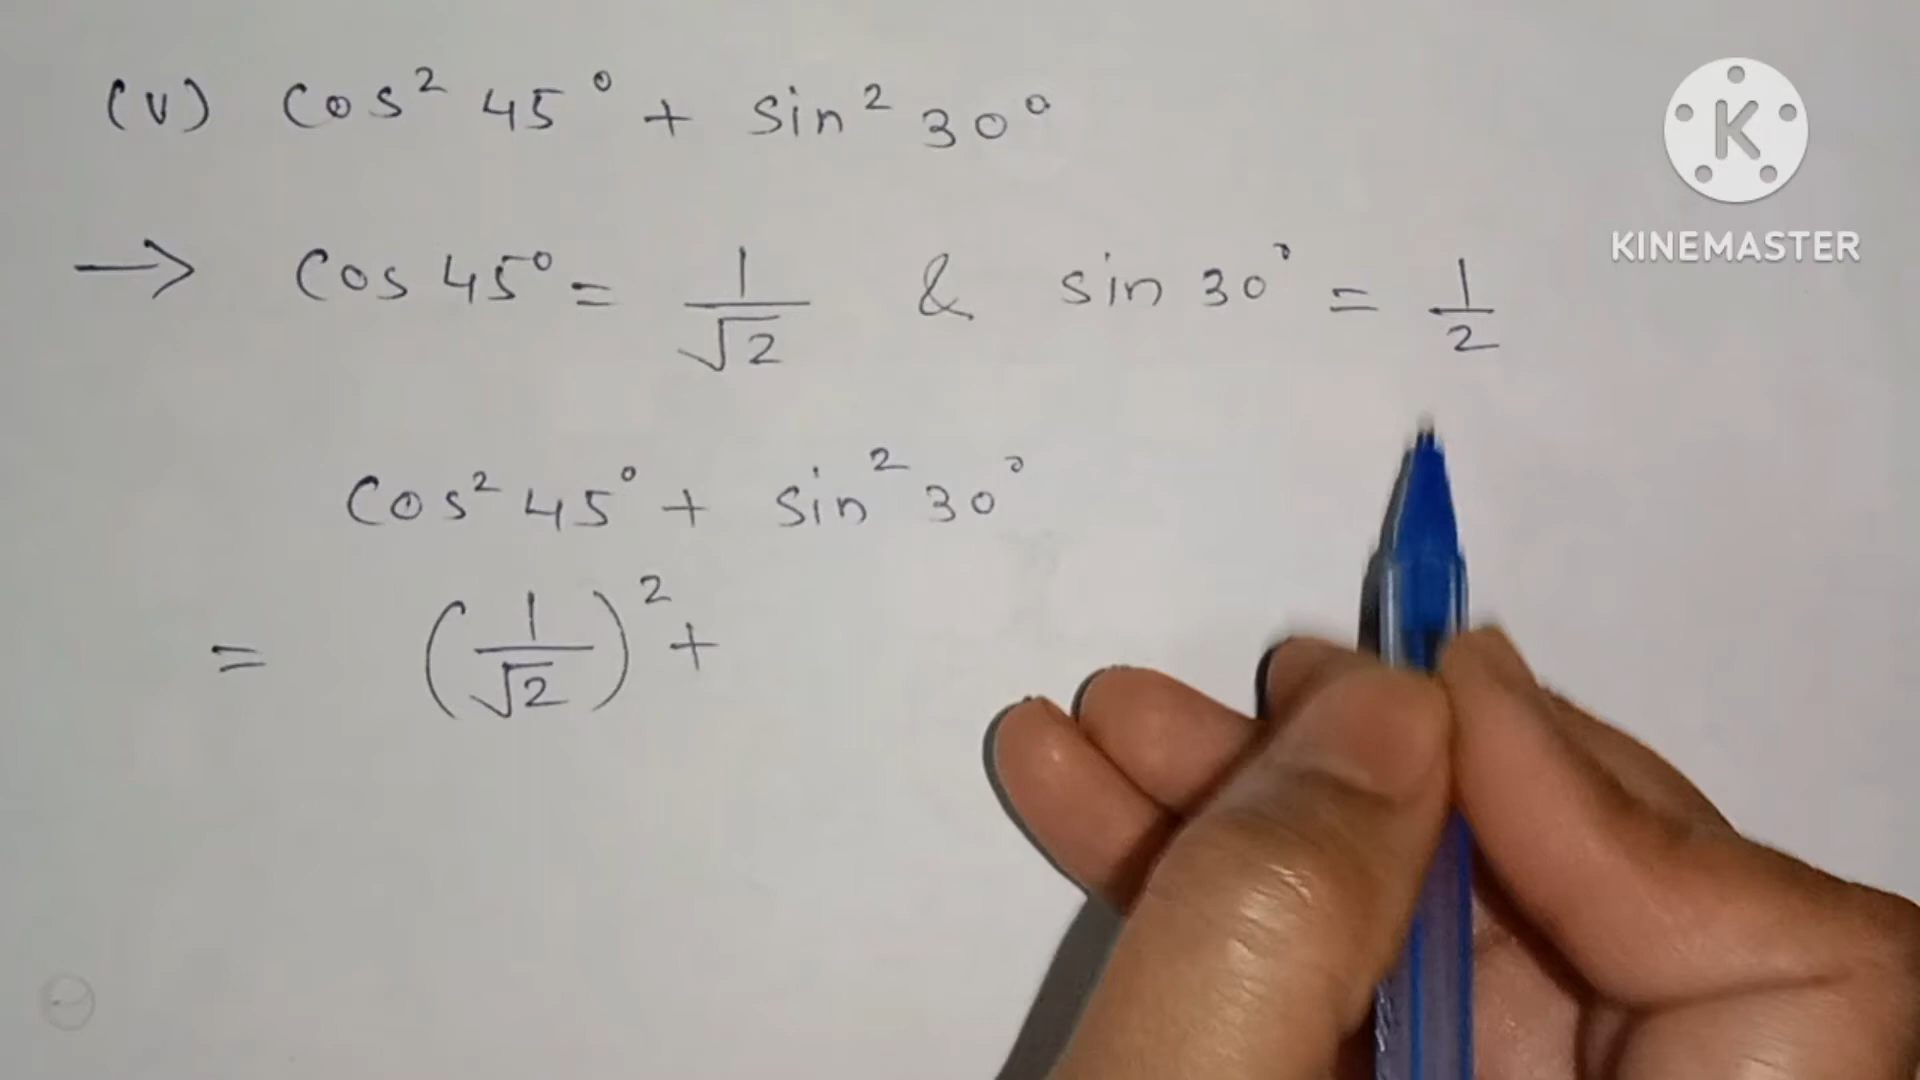 (v) cos² 45° + sin² 30°
K
KINEMASTER
→ cos 45° = 1/√2 & sin 30° = 1/2
cos² 45° + sin² 30°
= (1/√2)² +